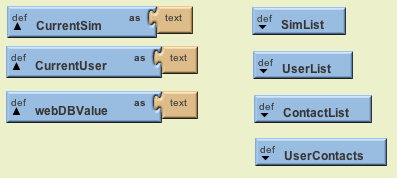 def CurrentSim as text
def CurrentUser as text
def webDBValue as text
def SimList
def UserList
def ContactList
def UserContacts